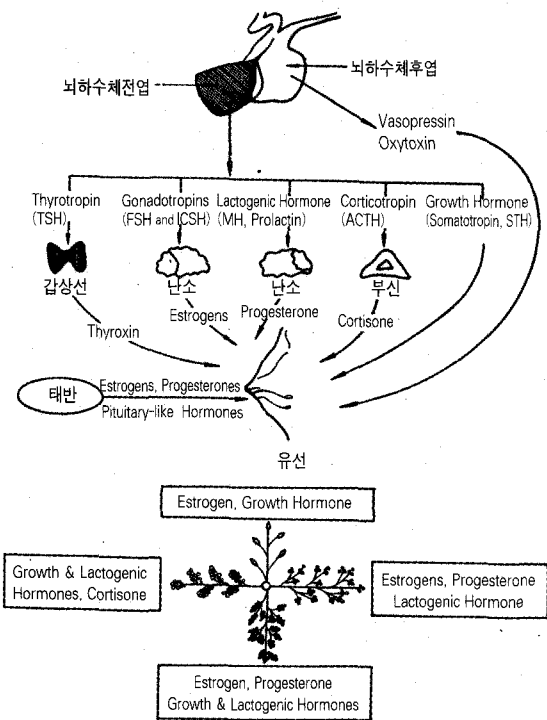 뇌하수체전엽
뇌하수체후엽
Vasopressin
Oxytoxin
Thyrotropin
(TSH)
Gonadotropins
(FSH and ICSH)
Lactogenic Hormone
(MH, Prolactin)
Corticotropin
(ACTH)
Growth Hormone
(Somatotropin, STH)
갑상선
난소
난소
부신
Thyroxin
Estrogens
Progesterone
Cortisone
태반
Estrogens, Progesterones
Pituitary-like Hormones
유선
Estrogen, Growth Hormone
Growth & Lactogenic
Hormones, Cortisone
Estrogens, Progesterone
Lactogenic Hormone
Estrogen, Progesterone
Growth & Lactogenic Hormones